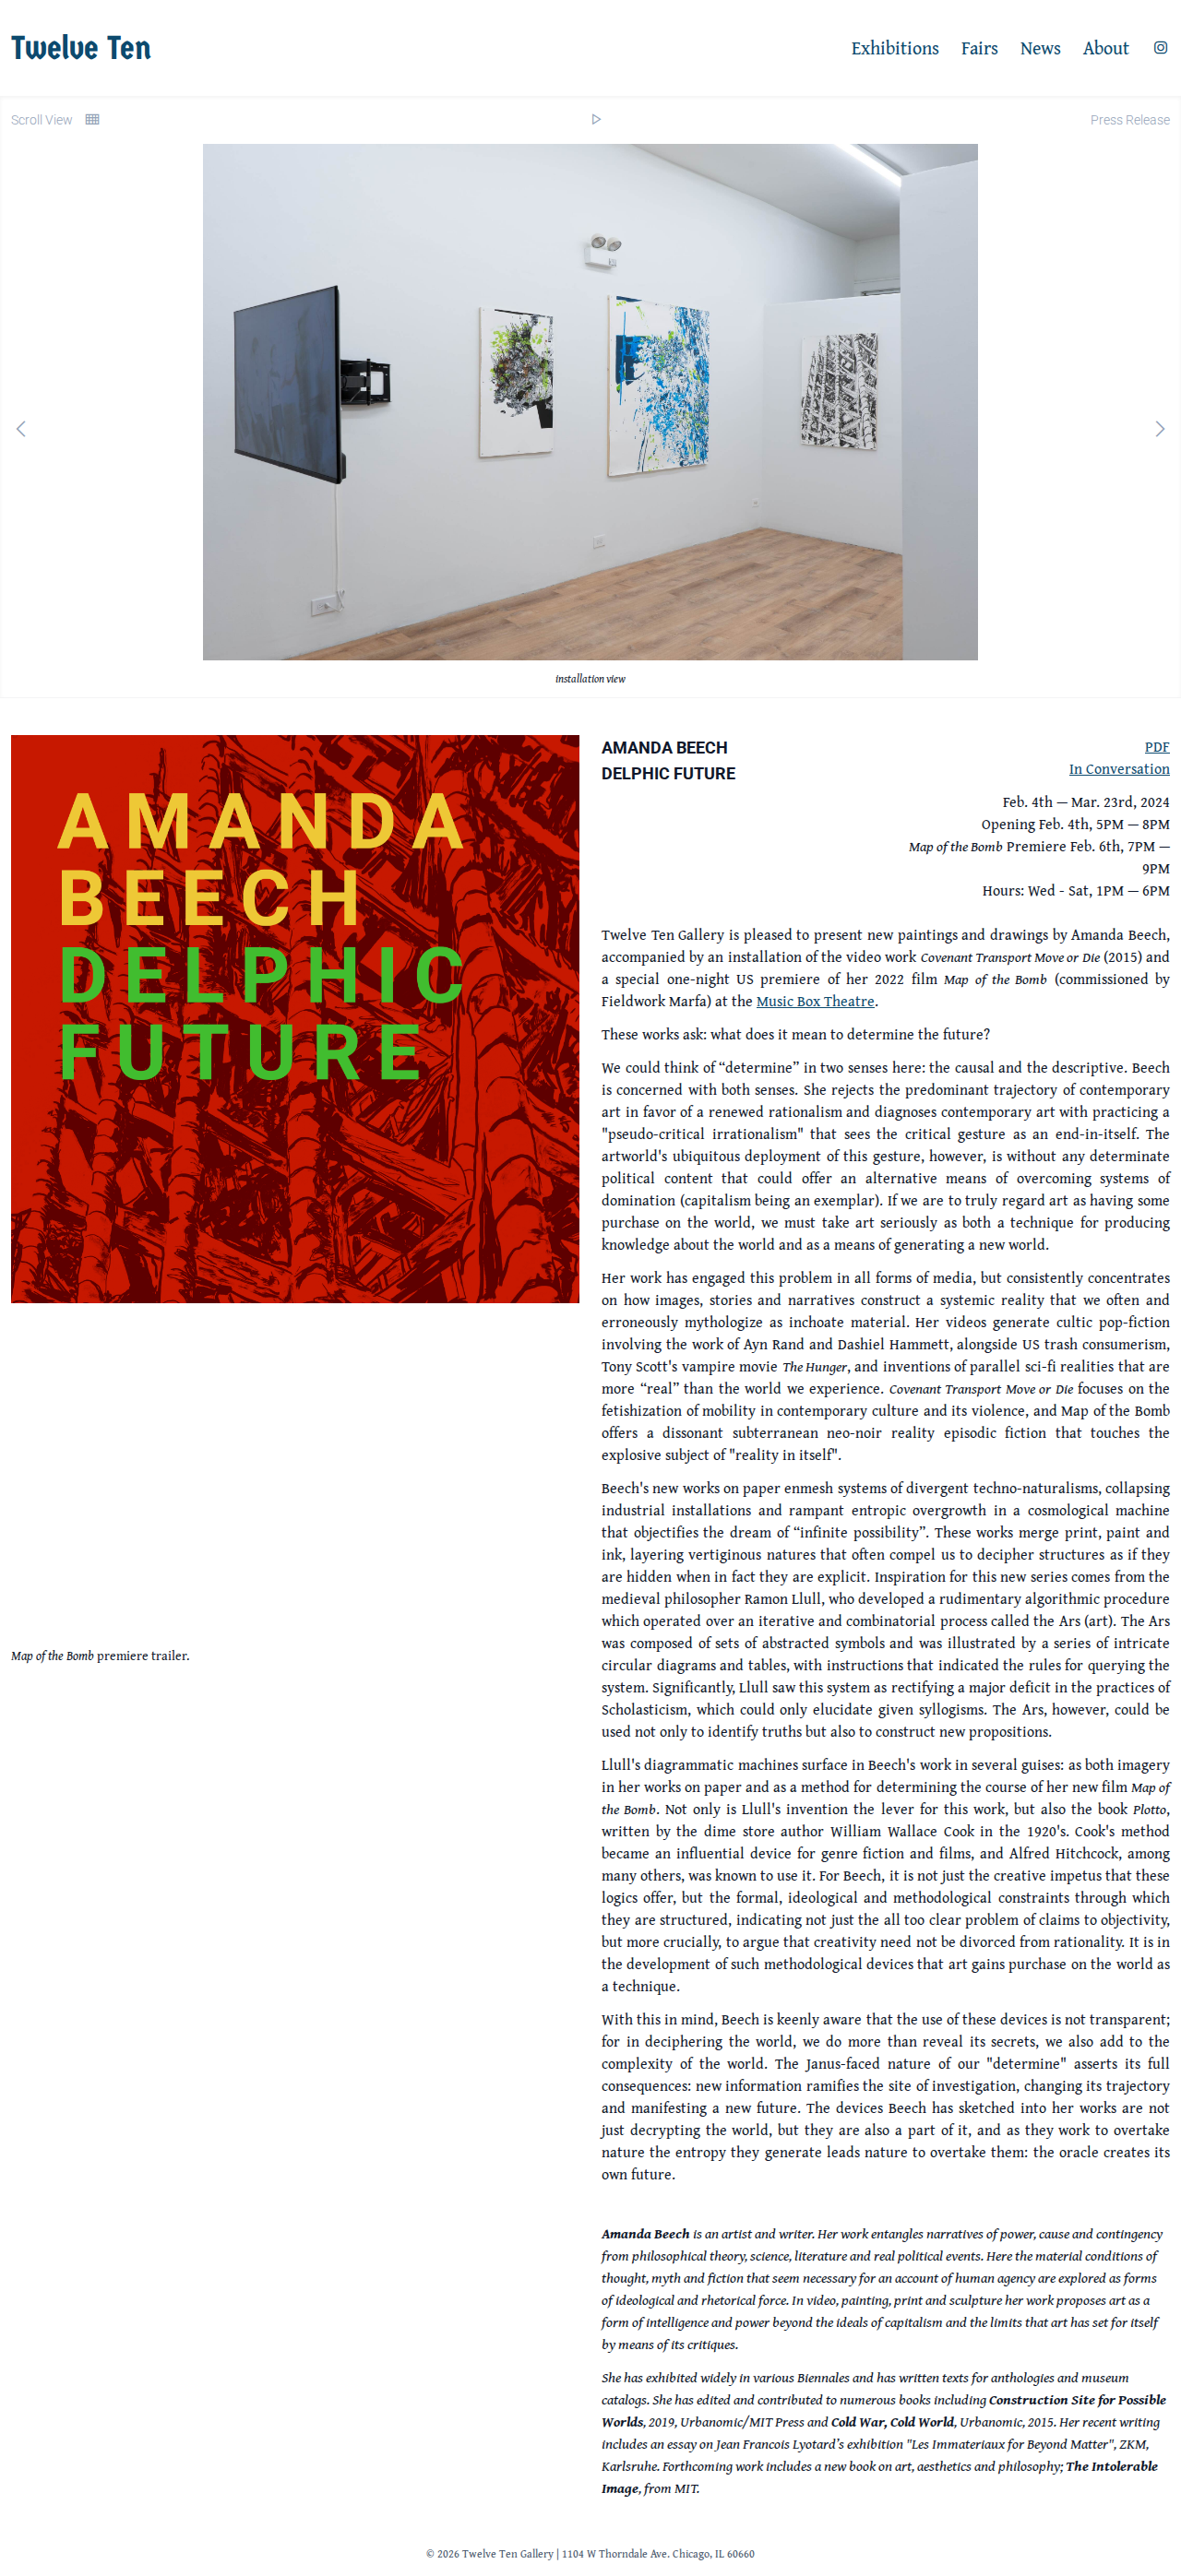 Twelve Ten
Exhibitions Fairs News About
Scroll View
Press Release
installation view
AMANDA
BEECH
DELPHIC
FUTURE
Map of the Bomb premiere trailer.
AMANDA BEECH
DELPHIC FUTURE
PDF
In Conversation
Feb. 4th — Mar. 23rd, 2024
Opening Feb. 4th, 5PM — 8PM
Map of the Bomb Premiere Feb. 6th, 7PM —
9PM
Hours: Wed - Sat, 1PM — 6PM
Twelve Ten Gallery is pleased to present new paintings and drawings by Amanda Beech,
accompanied by an installation of the video work Covenant Transport Move or Die (2015) and
a special one-night US premiere of her 2022 film Map of the Bomb (commissioned by
Fieldwork Marfa) at the Music Box Theatre.
These works ask: what does it mean to determine the future?
We could think of “determine” in two senses here: the causal and the descriptive. Beech
is concerned with both senses. She rejects the predominant trajectory of contemporary
art in favor of a renewed rationalism and diagnoses contemporary art with practicing a
"pseudo-critical irrationalism" that sees the critical gesture as an end-in-itself. The
artworld's ubiquitous deployment of this gesture, however, is without any determinate
political content that could offer an alternative means of overcoming systems of
domination (capitalism being an exemplar). If we are to truly regard art as having some
purchase on the world, we must take art seriously as both a technique for producing
knowledge about the world and as a means of generating a new world.
Her work has engaged this problem in all forms of media, but consistently concentrates
on how images, stories and narratives construct a systemic reality that we often and
erroneously mythologize as inchoate material. Her videos generate cultic pop-fiction
involving the work of Ayn Rand and Dashiel Hammett, alongside US trash consumerism,
Tony Scott's vampire movie The Hunger, and inventions of parallel sci-fi realities that are
more “real” than the world we experience. Covenant Transport Move or Die focuses on the
fetishization of mobility in contemporary culture and its violence, and Map of the Bomb
offers a dissonant subterranean neo-noir reality episodic fiction that touches the
explosive subject of "reality in itself".
Beech's new works on paper enmesh systems of divergent techno-naturalisms, collapsing
industrial installations and rampant entropic overgrowth in a cosmological machine
that objectifies the dream of “infinite possibility”. These works merge print, paint and
ink, layering vertiginous natures that often compel us to decipher structures as if they
are hidden when in fact they are explicit. Inspiration for this new series comes from the
medieval philosopher Ramon Llull, who developed a rudimentary algorithmic procedure
which operated over an iterative and combinatorial process called the Ars (art). The Ars
was composed of sets of abstracted symbols and was illustrated by a series of intricate
circular diagrams and tables, with instructions that indicated the rules for querying the
system. Significantly, Llull saw this system as rectifying a major deficit in the practices of
Scholasticism, which could only elucidate given syllogisms. The Ars, however, could be
used not only to identify truths but also to construct new propositions.
Llull's diagrammatic machines surface in Beech's work in several guises: as both imagery
in her works on paper and as a method for determining the course of her new film Map of
the Bomb. Not only is Llull's invention the lever for this work, but also the book Plotto,
written by the dime store author William Wallace Cook in the 1920's. Cook's method
became an influential device for genre fiction and films, and Alfred Hitchcock, among
many others, was known to use it. For Beech, it is not just the creative impetus that these
logics offer, but the formal, ideological and methodological constraints through which
they are structured, indicating not just the all too clear problem of claims to objectivity,
but more crucially, to argue that creativity need not be divorced from rationality. It is in
the development of such methodological devices that art gains purchase on the world as
a technique.
With this in mind, Beech is keenly aware that the use of these devices is not transparent;
for in deciphering the world, we do more than reveal its secrets, we also add to the
complexity of the world. The Janus-faced nature of our "determine" asserts its full
consequences: new information ramifies the site of investigation, changing its trajectory
and manifesting a new future. The devices Beech has sketched into her works are not
just decrypting the world, but they are also a part of it, and as they work to overtake
nature the entropy they generate leads nature to overtake them: the oracle creates its
own future.
Amanda Beech is an artist and writer. Her work entangles narratives of power, cause and contingency
from philosophical theory, science, literature and real political events. Here the material conditions of
thought, myth and fiction that seem necessary for an account of human agency are explored as forms
of ideological and rhetorical force. In video, painting, print and sculpture her work proposes art as a
form of intelligence and power beyond the ideals of capitalism and the limits that art has set for itself
by means of its critiques.
She has exhibited widely in various Biennales and has written texts for anthologies and museum
catalogs. She has edited and contributed to numerous books including Construction Site for Possible
Worlds, 2019, Urbanomic/MIT Press and Cold War, Cold World, Urbanomic, 2015. Her recent writing
includes an essay on Jean Francois Lyotard’s exhibition "Les Immateriaux for Beyond Matter", ZKM,
Karlsruhe. Forthcoming work includes a new book on art, aesthetics and philosophy; The Intolerable
Image, from MIT.
© 2026 Twelve Ten Gallery | 1104 W Thorndale Ave. Chicago, IL 60660